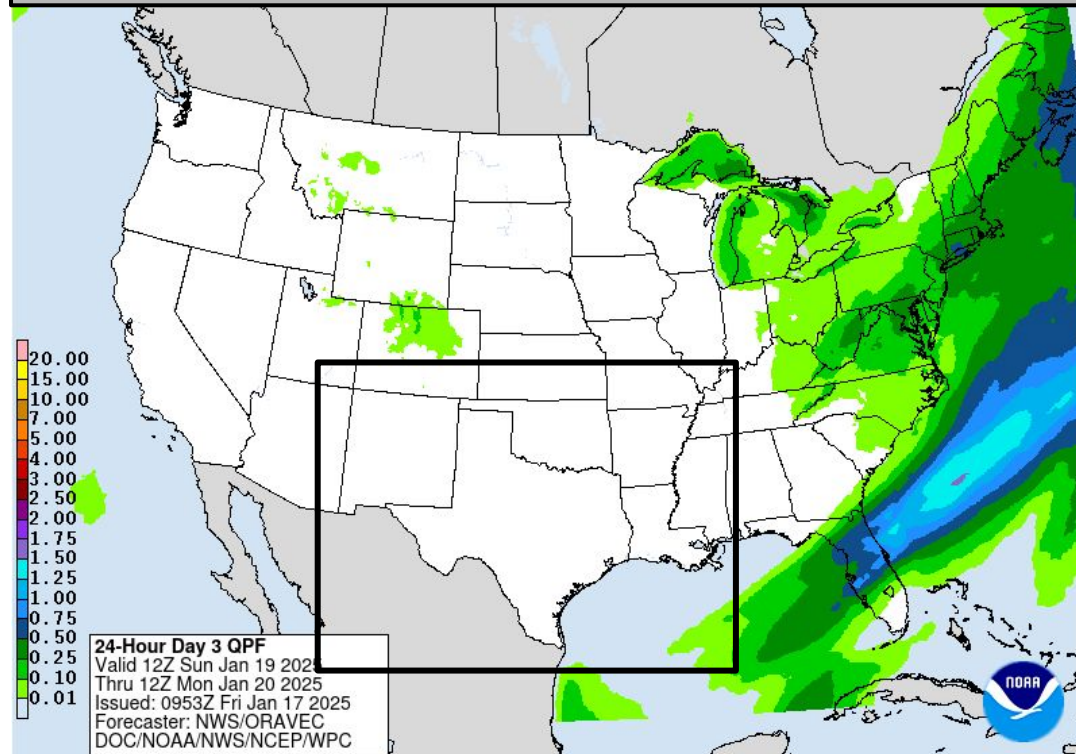 20.00
15.00
10.00
7.00
5.00
4.00
3.00
2.50
2.00
1.75
1.50
1.25
1.00
0.75
0.50
0.25
0.10
0.01
24-Hour Day 3 QPF
Valid 12Z Sun Jan 19 2025
Thru 12Z Mon Jan 20 2025
Issued: 0953Z Fri Jan 17 2025
Forecaster: NWS/ORAVEC
DOC/NOAA/NWS/NCEP/WPC
NOAA